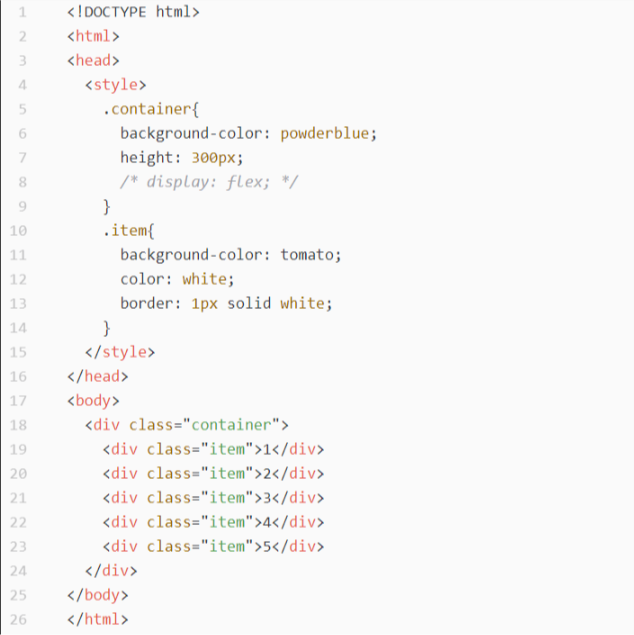 1 <!DOCTYPE html>
2 <html>
3 <head>
4 <style>
5 .container{
6 background-color: powderblue;
7 height: 300px;
8 /* display: flex; */
9 }
10 .item{
11 background-color: tomato;
12 color: white;
13 border: 1px solid white;
14 }
15 </style>
16 </head>
17 <body>
18 <div class="container">
19 <div class="item">1</div>
20 <div class="item">2</div>
21 <div class="item">3</div>
22 <div class="item">4</div>
23 <div class="item">5</div>
24 </div>
25 </body>
26 </html>